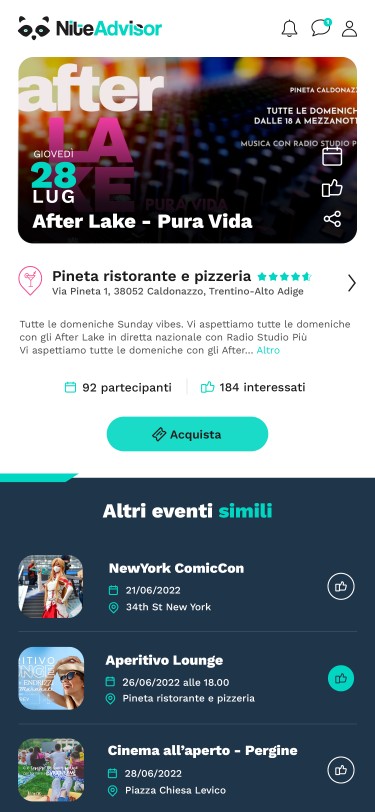 NiteAdvisor
after
LA
KE
PINETA CALDONAZZ
TUTTE LE DOMENICH
DALLE 18 A MEZZANOTT
MUSICA CON RADIO STUDIO P
GIOVEDÌ
28
LUG
PURA VIDA
After Lake - Pura Vida
Pineta ristorante e pizzeria
Via Pineta 1, 38052 Caldonazzo, Trentino-Alto Adige
Tutte le domeniche Sunday vibes. Vi aspettiamo tutte le domeniche
con gli After Lake in diretta nazionale con Radio Studio Più
Vi aspettiamo tutte le domeniche con gli After... Altro
92 partecipanti
184 interessati
Acquista
Altri eventi simili
NewYork ComicCon
21/06/2022
34th St New York
Aperitivo Lounge
26/06/2022 alle 18.00
Pineta ristorante e pizzeria
Cinema all'aperto - Pergine
28/06/2022
Piazza Chiesa Levico